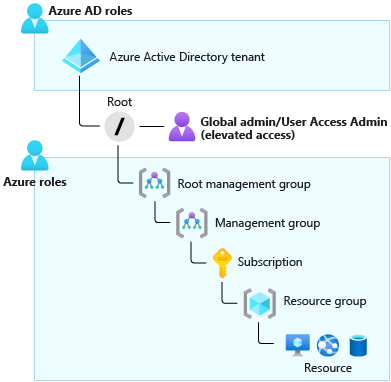 Azure AD roles
Azure Active Directory tenant
Root
/
Global admin/User Access Admin
(elevated access)
Azure roles
Root management group
Management group
Subscription
Resource group
Resource